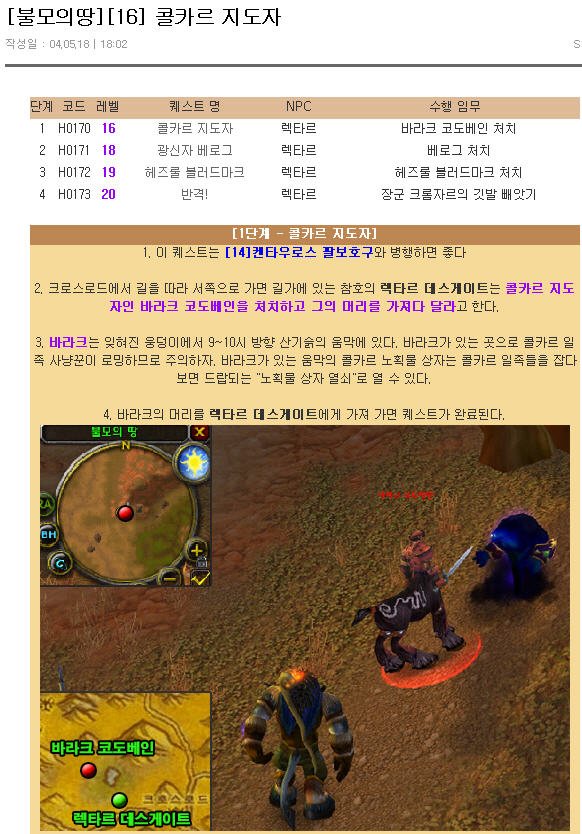 [불모의땅][16] 콜카르 지도자
작성일 : 04,05,18 | 18:02
S
단계 코드 레벨 퀘스트 명 NPC 수행 임무
1 H0170 16 콜카르 지도자 렉타르 바라크 코도베인 처치
2 H0171 18 광신자 베로그 렉타르 베로그 처치
3 H0172 19 헤즈룰 블러드마크 렉타르 헤즈룰 블러드마크 처치
4 H0173 20 반격! 렉타르 장군 크롬자르의 깃발 빼앗기
[1단계 - 콜카르 지도자]
1. 이 퀘스트는 [14]켄타우로스 팔보호구와 병행하면 좋다
2. 크로스로드에서 길을 따라 서쪽으로 가면 길가에 있는 참호의 렉타르 데스게이트는 콜카르 지도
자인 바라크 코도베인을 처치하고 그의 머리를 가져다 달라고 한다.
3. 바라크는 잊혀진 웅덩이에서 9~10시 방향 산기슭의 움막에 있다. 바라크가 있는 곳으로 콜카르 일
족 사냥꾼이 로밍하므로 주의하자. 바라크가 있는 움막의 콜카르 노획물 상자는 콜카르 일족들을 잡다
보면 드랍되는 "노획물 상자 열쇠"로 열 수 있다.
4. 바라크의 머리를 렉타르 데스게이트에게 가져 가면 퀘스트가 완료된다.
불모의 땅
N
RA
BH
G
바라크 코도베인
크로스로드
렉타르 데스게이트